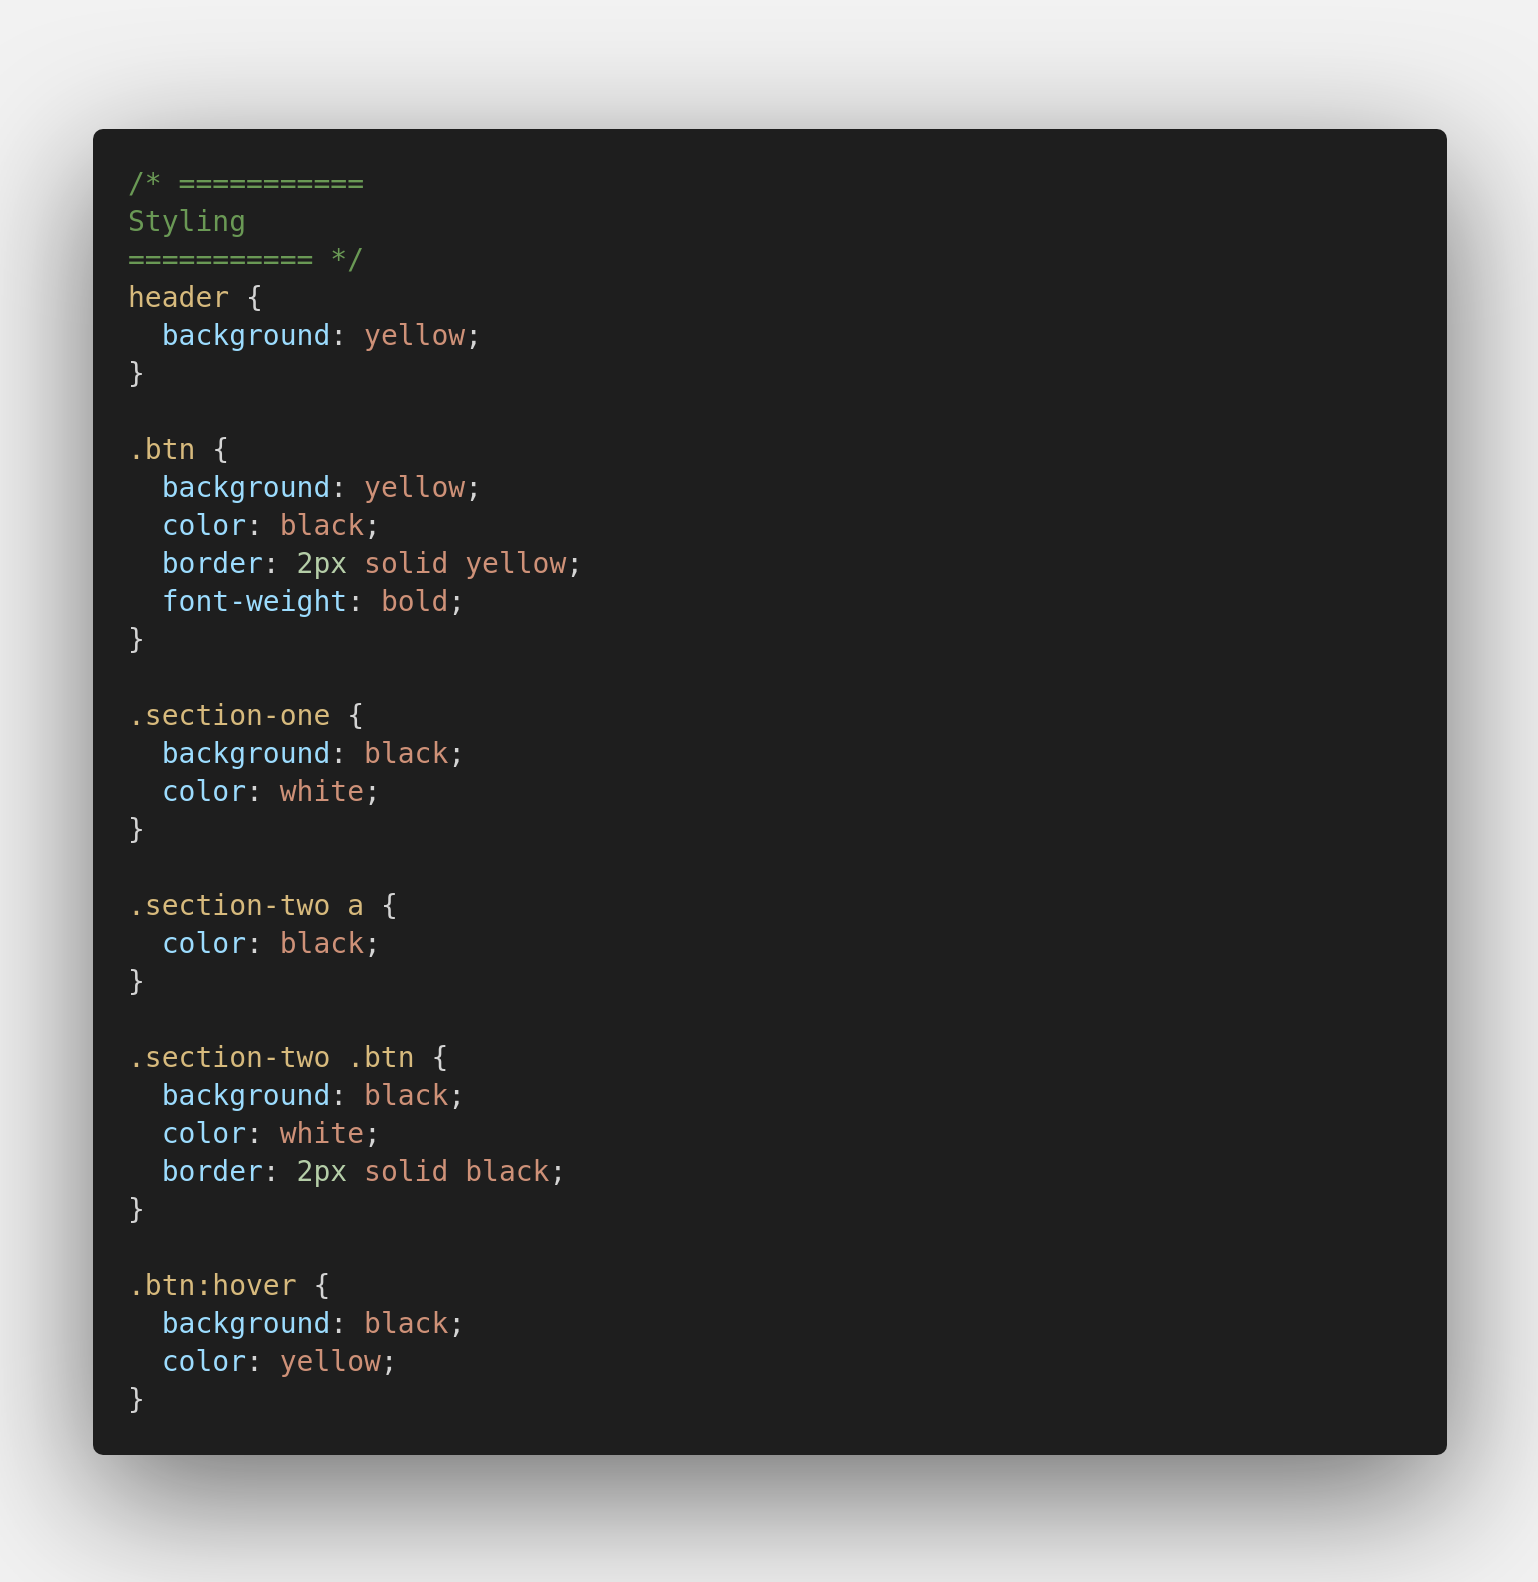 /* ===========
Styling
=========== */
header {
  background: yellow;
}

.btn {
  background: yellow;
  color: black;
  border: 2px solid yellow;
  font-weight: bold;
}

.section-one {
  background: black;
  color: white;
}

.section-two a {
  color: black;
}

.section-two .btn {
  background: black;
  color: white;
  border: 2px solid black;
}

.btn:hover {
  background: black;
  color: yellow;
}